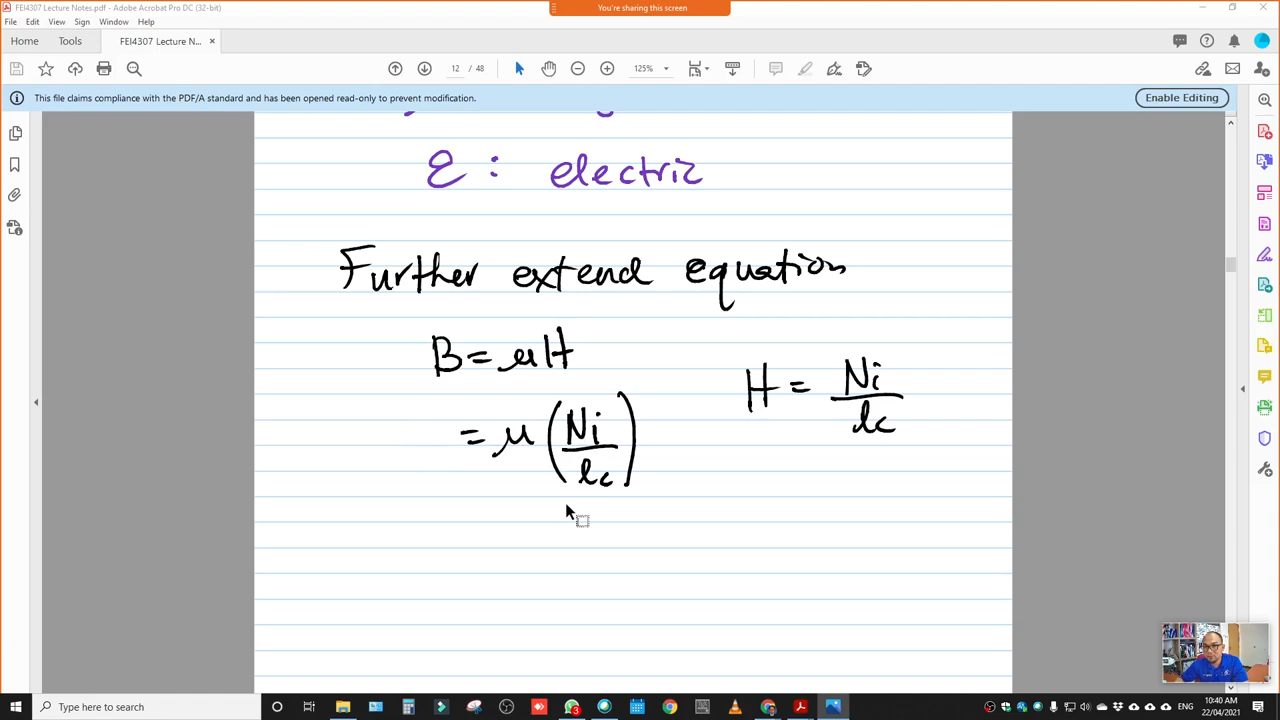 FEI4307 Lecture Notes.pdf - Adobe Acrobat Pro DC (32-bit)
You're sharing this screen
File Edit View Sign Window Help
Home Tools FEI4307 Lecture N... ×
12 / 48 125%
This file claims compliance with the PDF/A standard and has been opened read-only to prevent modification.
Enable Editing
ε : electric
Further extend equation
B = μH
H = Ni / lc
= μ (Ni / lc)
Type here to search
3
ENG
10:40 AM
22/04/2021